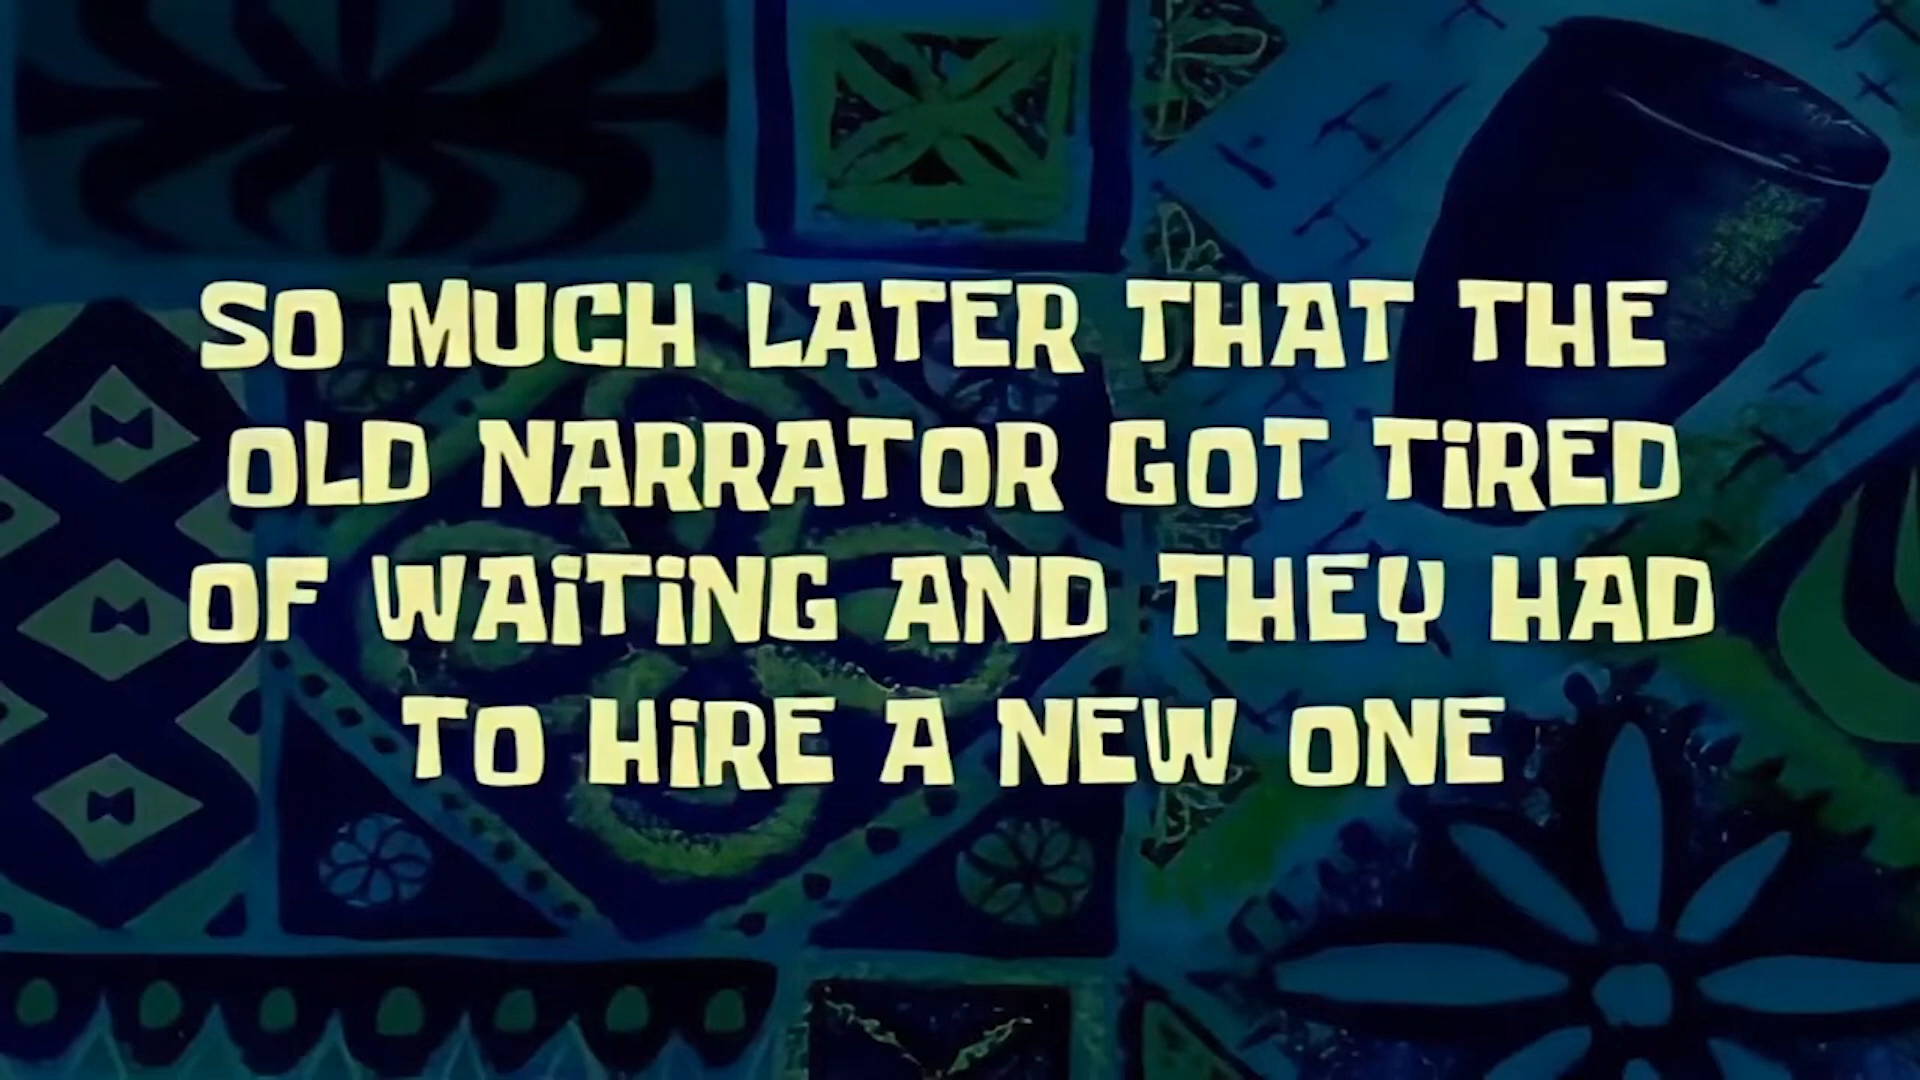 SO MUCH LATER THAT THE
OLD NARRATOR GOT TiRED
OF WAiTiNG AND THEY HAD
TO HiRE A NEW ONE